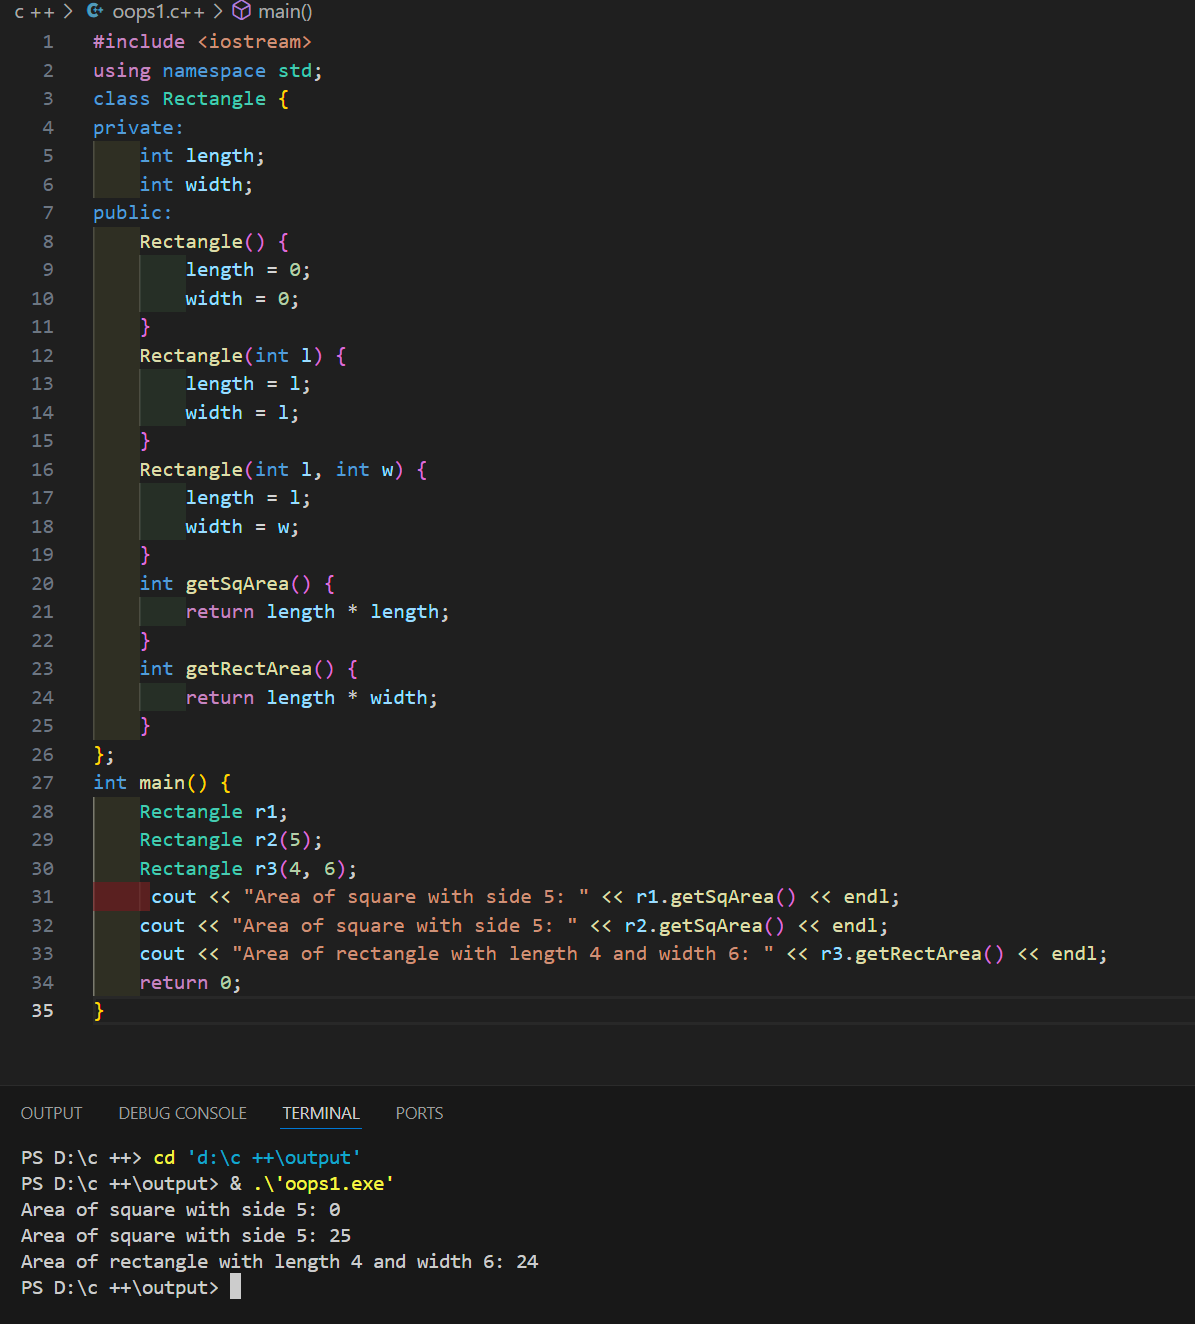 c ++ > oops1.c++ > main()
1 #include <iostream>
2 using namespace std;
3 class Rectangle {
4 private:
5     int length;
6     int width;
7 public:
8     Rectangle() {
9         length = 0;
10         width = 0;
11     }
12     Rectangle(int l) {
13         length = l;
14         width = l;
15     }
16     Rectangle(int l, int w) {
17         length = l;
18         width = w;
19     }
20     int getSqArea() {
21         return length * length;
22     }
23     int getRectArea() {
24         return length * width;
25     }
26 };
27 int main() {
28     Rectangle r1;
29     Rectangle r2(5);
30     Rectangle r3(4, 6);
31      cout << "Area of square with side 5: " << r1.getSqArea() << endl;
32     cout << "Area of square with side 5: " << r2.getSqArea() << endl;
33     cout << "Area of rectangle with length 4 and width 6: " << r3.getRectArea() << endl;
34     return 0;
35 }
OUTPUT DEBUG CONSOLE TERMINAL PORTS
PS D:\c ++> cd 'd:\c ++\output'
PS D:\c ++\output> & .\'oops1.exe'
Area of square with side 5: 0
Area of square with side 5: 25
Area of rectangle with length 4 and width 6: 24
PS D:\c ++\output>